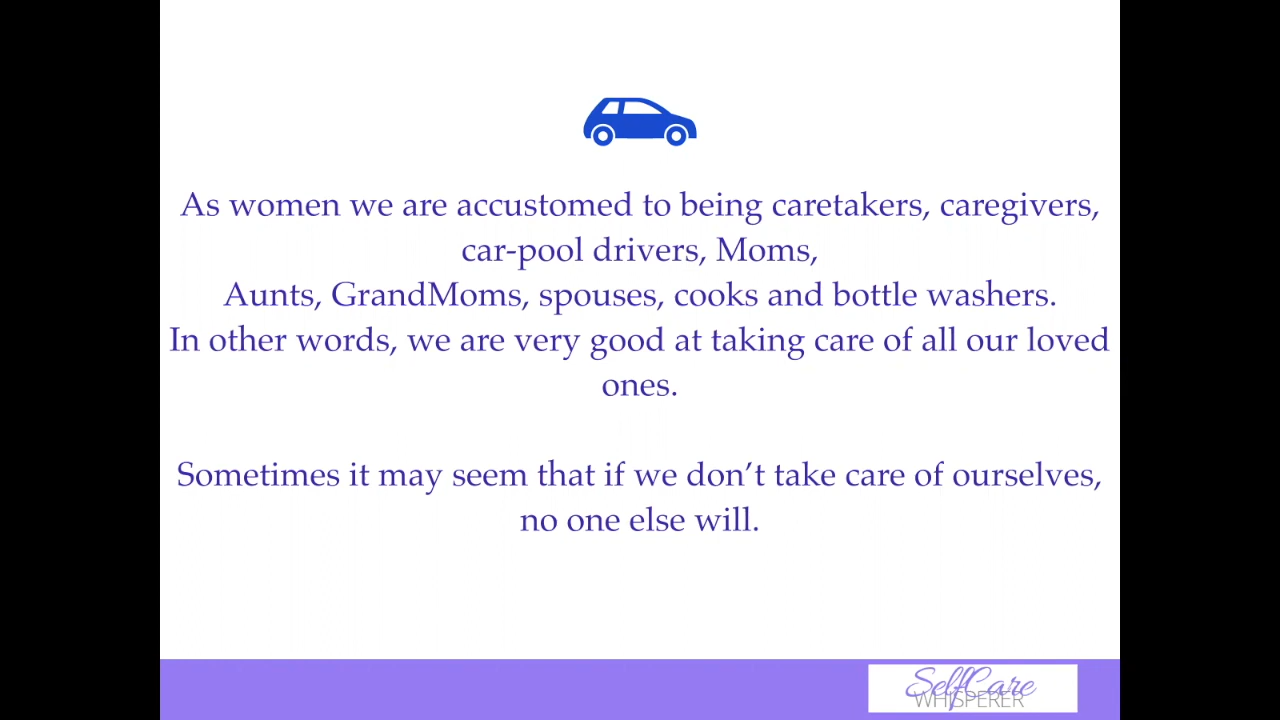 As women we are accustomed to being caretakers, caregivers,
car-pool drivers, Moms,
Aunts, GrandMoms, spouses, cooks and bottle washers.
In other words, we are very good at taking care of all our loved
ones.
Sometimes it may seem that if we don’t take care of ourselves,
no one else will.
SelfCare
WHISPERER